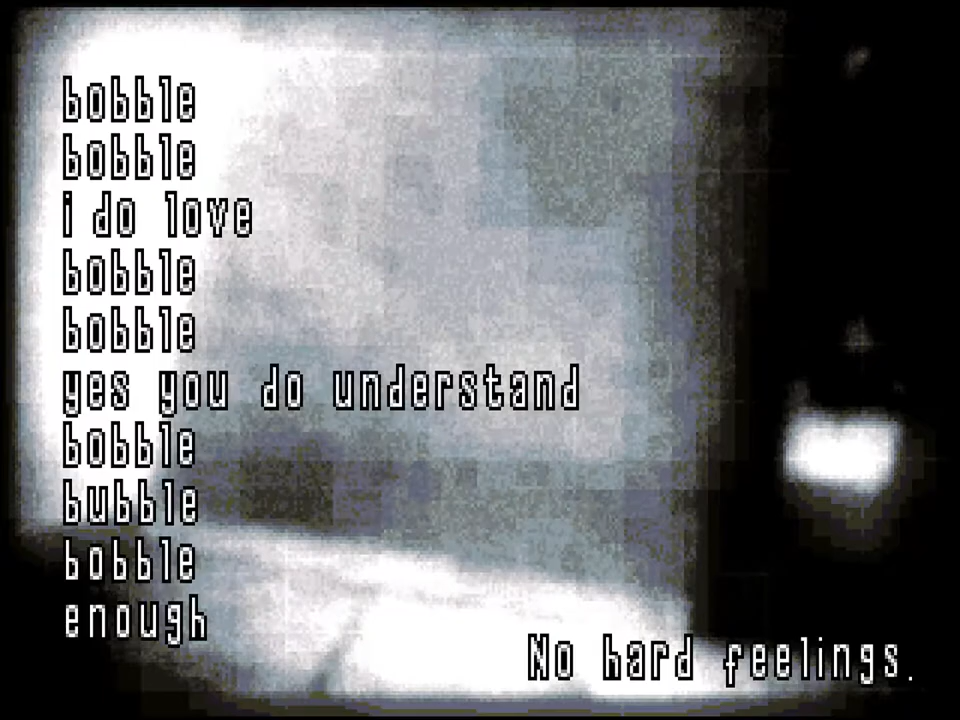 bobble
bobble
i do love
bobble
bobble
yes you do understand
bobble
bubble
bobble
enough
No hard feelings.